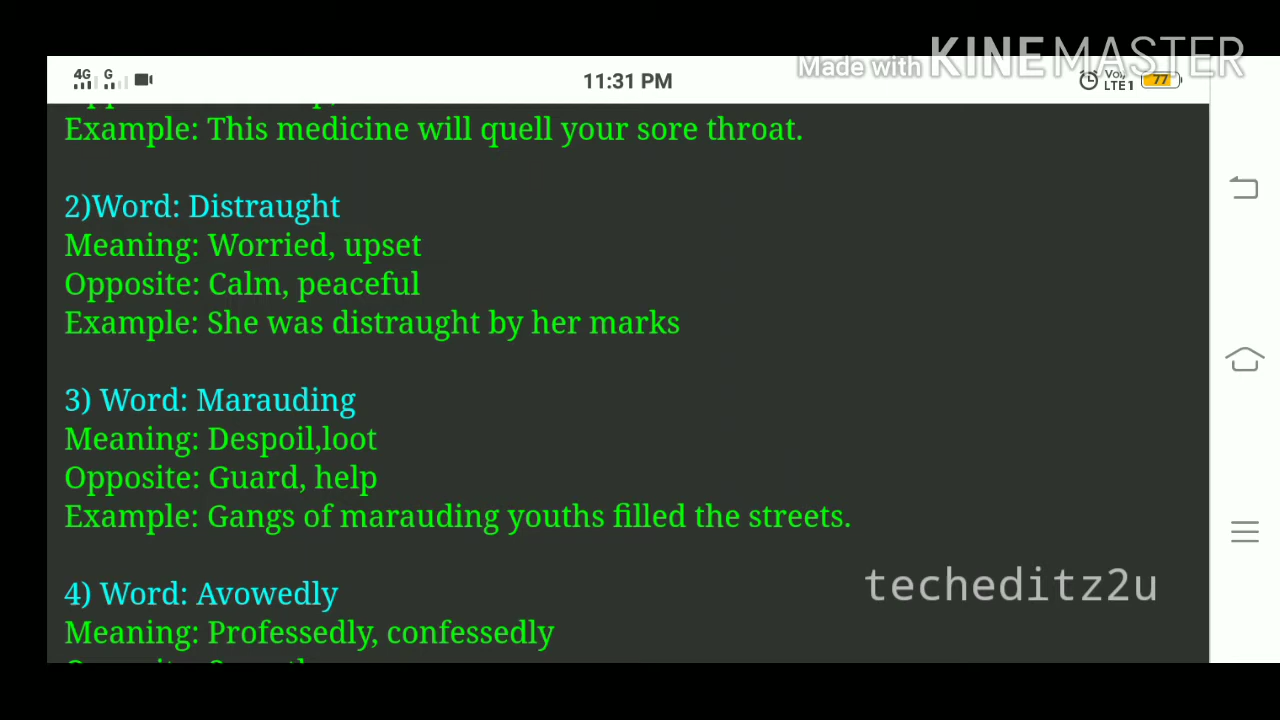 Made with KINEMASTER
4G G 11:31 PM VoLTE1 77
Example: This medicine will quell your sore throat.
2)Word: Distraught
Meaning: Worried, upset
Opposite: Calm, peaceful
Example: She was distraught by her marks
3) Word: Marauding
Meaning: Despoil,loot
Opposite: Guard, help
Example: Gangs of marauding youths filled the streets.
4) Word: Avowedly
techeditz2u
Meaning: Professedly, confessedly